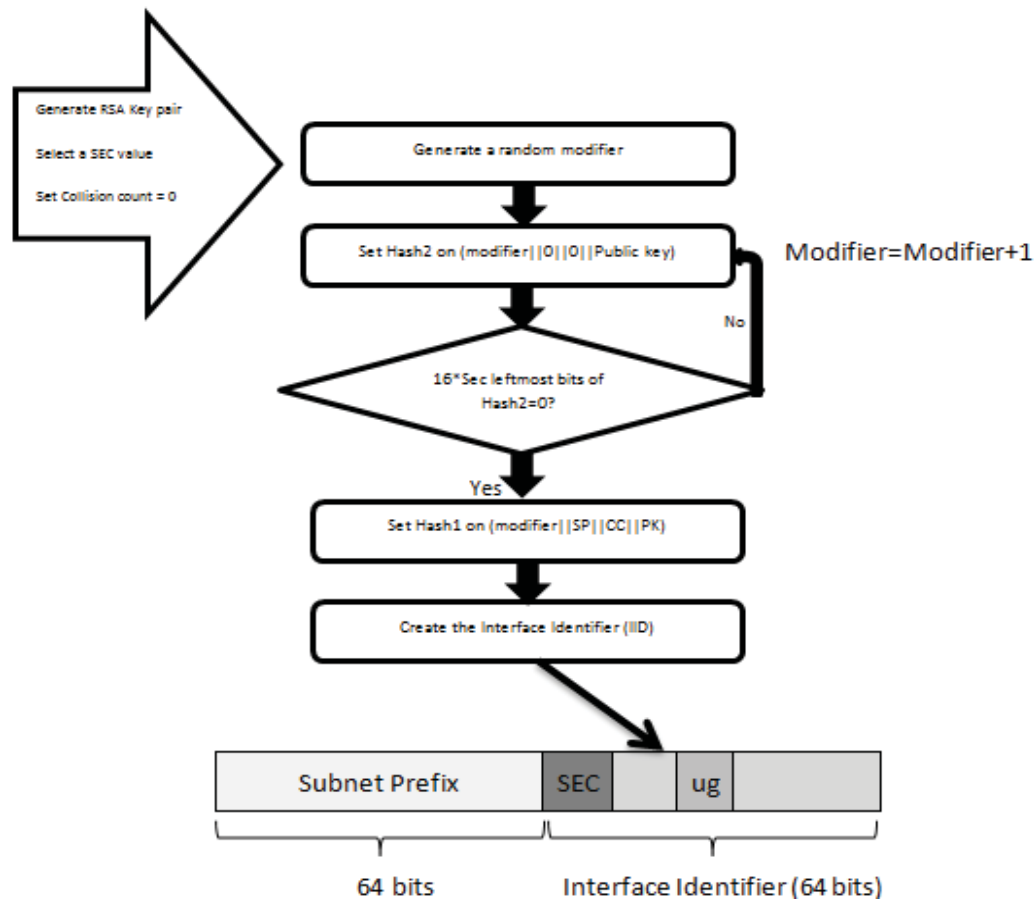 Generate RSA Key pair
Select a SEC value
Set Collision count = 0
Generate a random modifier
Set Hash2 on (modifier||0||0||Public key)
Modifier=Modifier+1
No
16*Sec leftmost bits of
Hash2=0?
Yes
Set Hash1 on (modifier||SP||CC||PK)
Create the Interface Identifier (IID)
Subnet Prefix
SEC
ug
64 bits
Interface Identifier (64 bits)